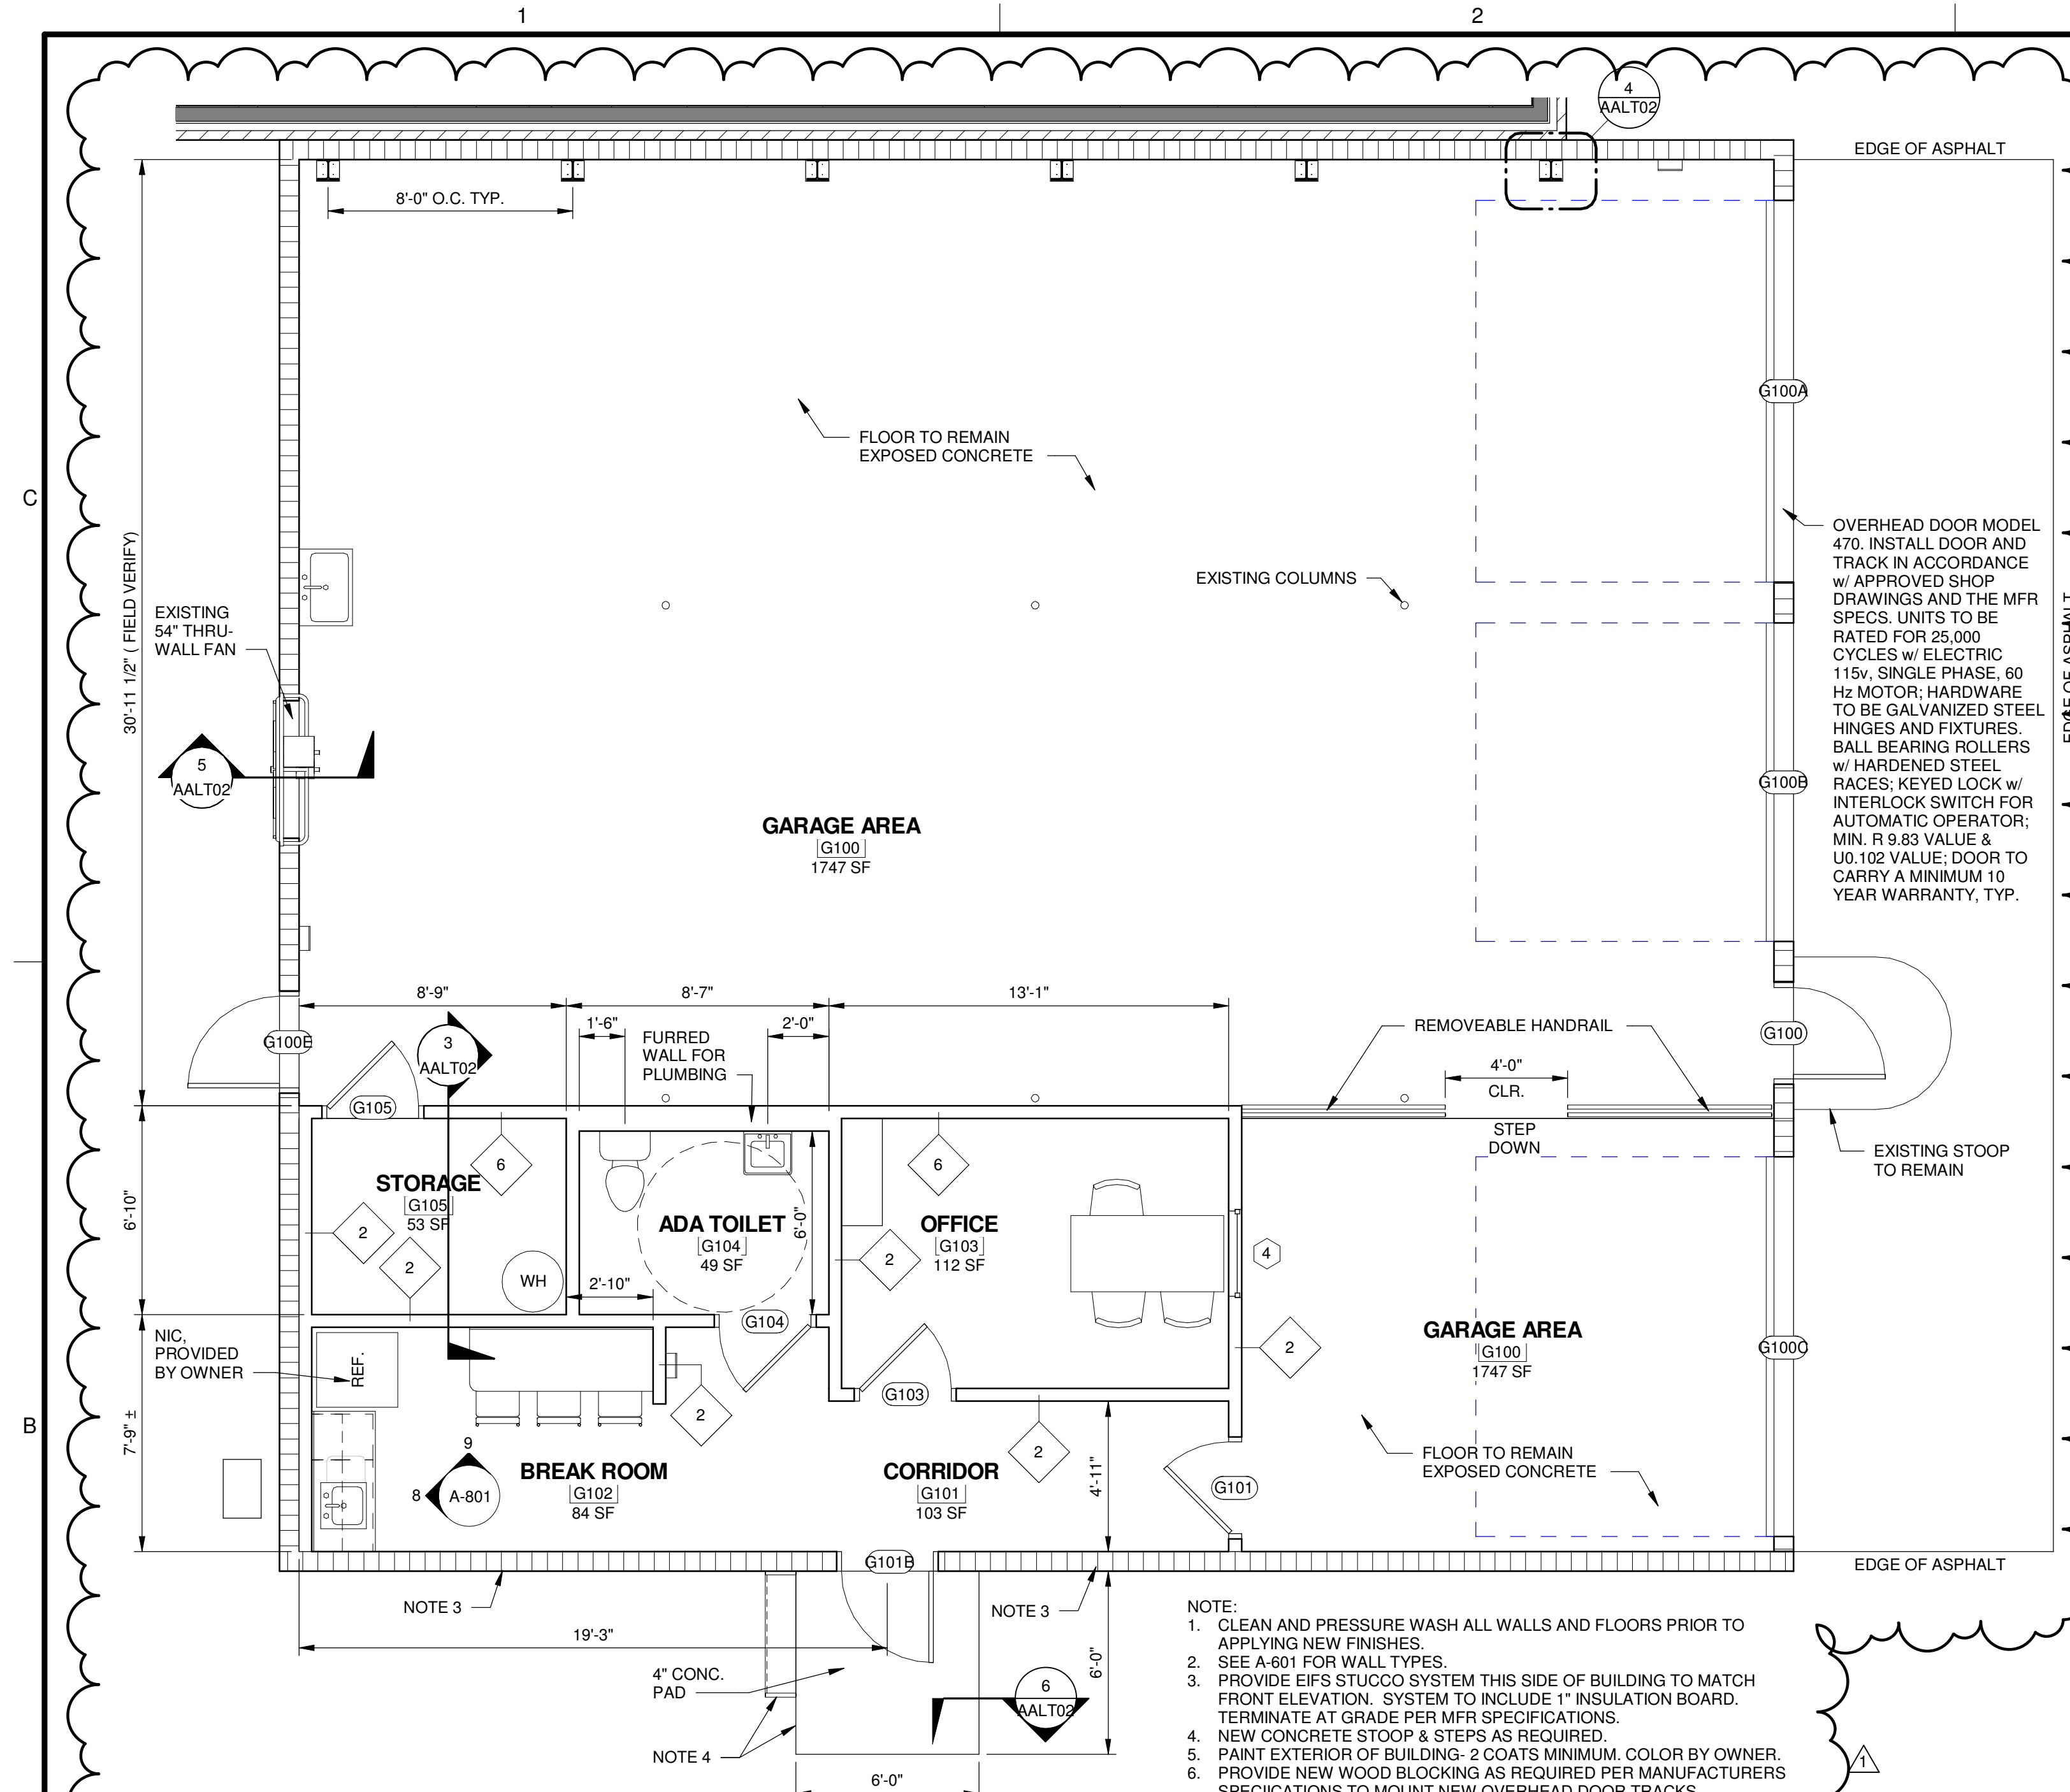 1
2
4
AALT02
EDGE OF ASPHALT
8'-0" O.C. TYP.
G100A
FLOOR TO REMAIN
EXPOSED CONCRETE
C
30'-11 1/2" ( FIELD VERIFY)
OVERHEAD DOOR MODEL
470. INSTALL DOOR AND
TRACK IN ACCORDANCE
w/ APPROVED SHOP
DRAWINGS AND THE MFR
SPECS. UNITS TO BE
RATED FOR 25,000
CYCLES w/ ELECTRIC
115v, SINGLE PHASE, 60
Hz MOTOR; HARDWARE
TO BE GALVANIZED STEEL
HINGES AND FIXTURES.
BALL BEARING ROLLERS
w/ HARDENED STEEL
RACES; KEYED LOCK w/
INTERLOCK SWITCH FOR
AUTOMATIC OPERATOR;
MIN. R 9.83 VALUE &
U0.102 VALUE; DOOR TO
CARRY A MINIMUM 10
YEAR WARRANTY, TYP.
EDGE OF ASPHALT
EXISTING COLUMNS
EXISTING
54" THRU-
WALL FAN
5
AALT02
G100B
GARAGE AREA
G100
1747 SF
8'-9"
8'-7"
13'-1"
1'-6"
2'-0"
FURRED
WALL FOR
PLUMBING
REMOVEABLE HANDRAIL
G100
G100E
3
AALT02
4'-0"
CLR.
G105
STEP
DOWN
EXISTING STOOP
TO REMAIN
6
6
STORAGE
G105
53 SF
6'-10"
2
2
WH
ADA TOILET
G104
49 SF
6'-0"
2'-10"
G104
OFFICE
G103
112 SF
2
4
2
GARAGE AREA
G100
1747 SF
G100C
NIC,
PROVIDED
BY OWNER
REF.
2
G103
B
7'-9" ±
9
8
A-801
BREAK ROOM
G102
84 SF
CORRIDOR
G101
103 SF
2
4'-11"
G101
FLOOR TO REMAIN
EXPOSED CONCRETE
G101B
EDGE OF ASPHALT
NOTE 3
NOTE 3
19'-3"
6'-0"
4" CONC.
PAD
6
AALT02
NOTE 4
6'-0"
NOTE:
1. CLEAN AND PRESSURE WASH ALL WALLS AND FLOORS PRIOR TO
APPLYING NEW FINISHES.
2. SEE A-601 FOR WALL TYPES.
3. PROVIDE EIFS STUCCO SYSTEM THIS SIDE OF BUILDING TO MATCH
FRONT ELEVATION. SYSTEM TO INCLUDE 1" INSULATION BOARD.
TERMINATE AT GRADE PER MFR SPECIFICATIONS.
4. NEW CONCRETE STOOP & STEPS AS REQUIRED.
5. PAINT EXTERIOR OF BUILDING- 2 COATS MINIMUM. COLOR BY OWNER.
6. PROVIDE NEW WOOD BLOCKING AS REQUIRED PER MANUFACTURERS
SPECIICATIONS TO MOUNT NEW OVERHEAD DOOR TRACKS
1